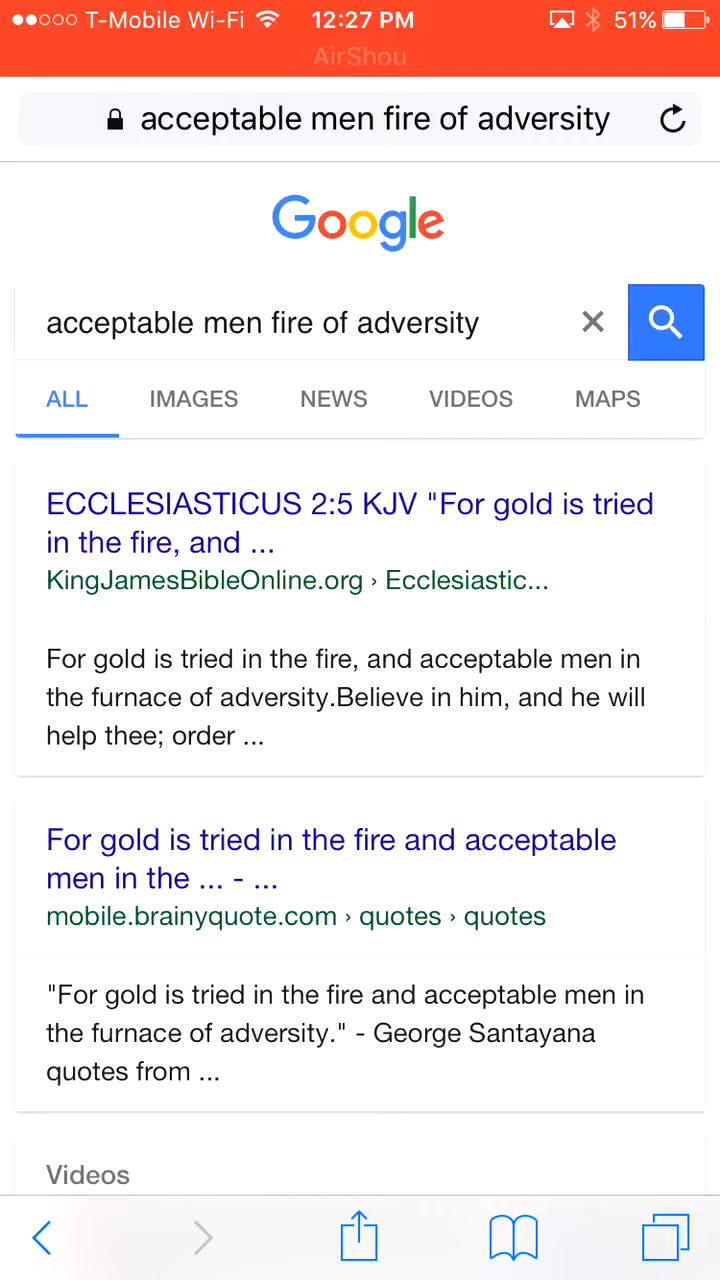 T-Mobile Wi-Fi 12:27 PM 51%
AirShou
acceptable men fire of adversity
Google
acceptable men fire of adversity
ALL IMAGES NEWS VIDEOS MAPS
ECCLESIASTICUS 2:5 KJV "For gold is tried
in the fire, and ...
KingJamesBibleOnline.org › Ecclesiastic...
For gold is tried in the fire, and acceptable men in
the furnace of adversity.Believe in him, and he will
help thee; order ...
For gold is tried in the fire and acceptable
men in the ... - ...
mobile.brainyquote.com › quotes › quotes
"For gold is tried in the fire and acceptable men in
the furnace of adversity." - George Santayana
quotes from ...
Videos